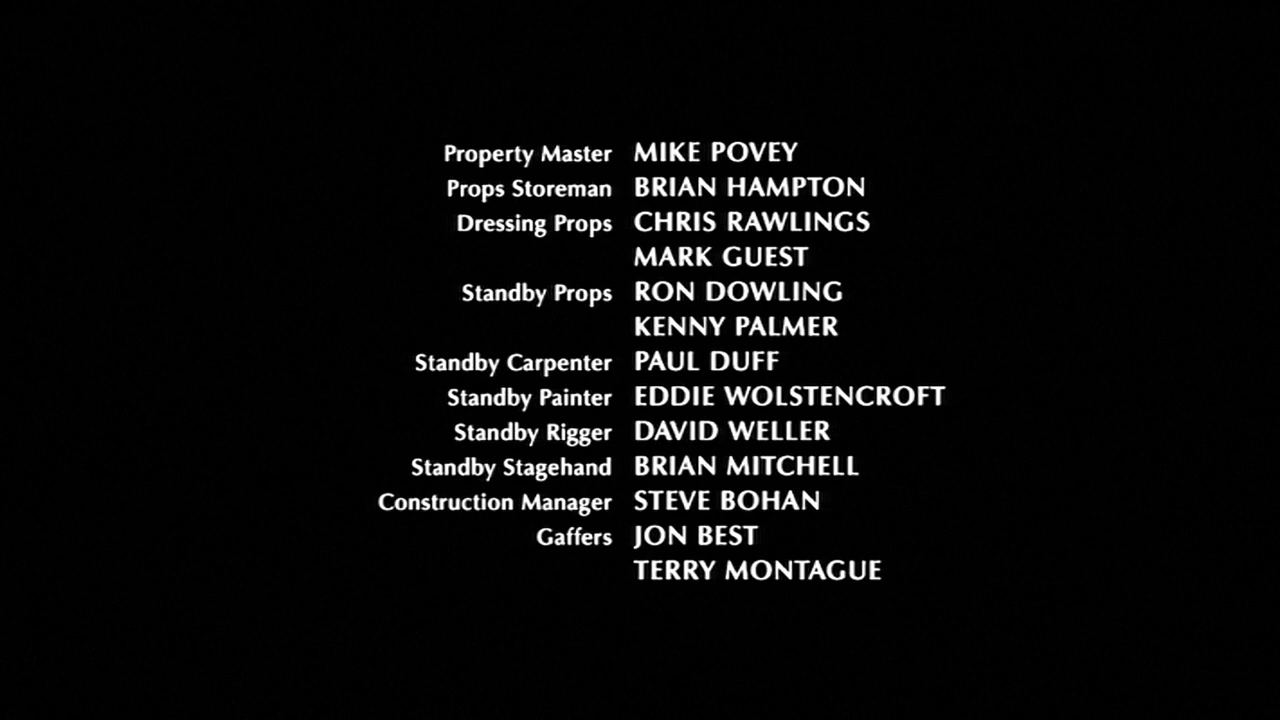 Property Master MIKE POVEY
Props Storeman BRIAN HAMPTON
Dressing Props CHRIS RAWLINGS
MARK GUEST
Standby Props RON DOWLING
KENNY PALMER
Standby Carpenter PAUL DUFF
Standby Painter EDDIE WOLSTENCROFT
Standby Rigger DAVID WELLER
Standby Stagehand BRIAN MITCHELL
Construction Manager STEVE BOHAN
Gaffers JON BEST
TERRY MONTAGUE